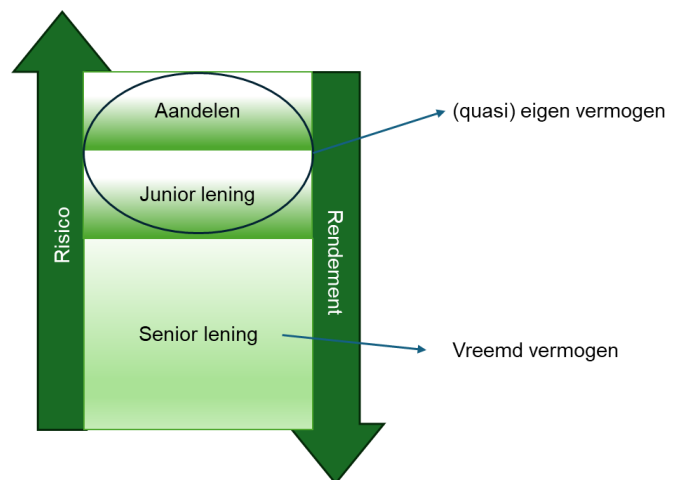 Aandelen
(quasi) eigen vermogen
Junior lening
Risico
Rendement
Senior lening
Vreemd vermogen